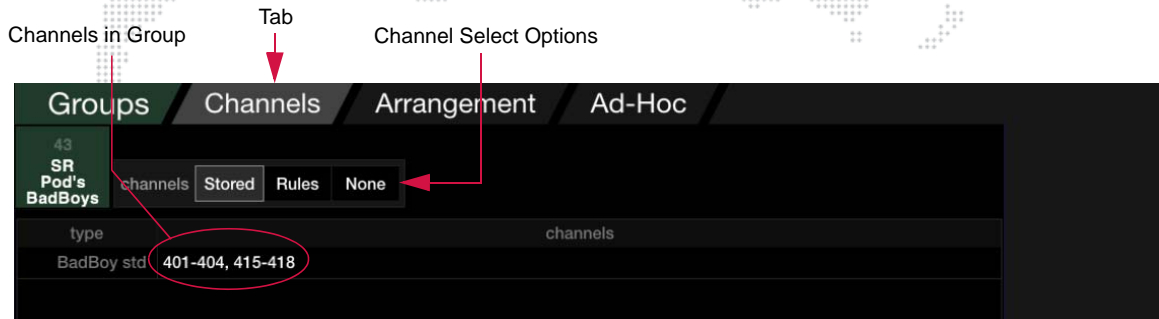 Tab
Channels in Group
Channel Select Options
Groups Channels Arrangement Ad-Hoc
43
SR
Pod's
BadBoys
channels Stored Rules None
type channels
BadBoy std 401-404, 415-418